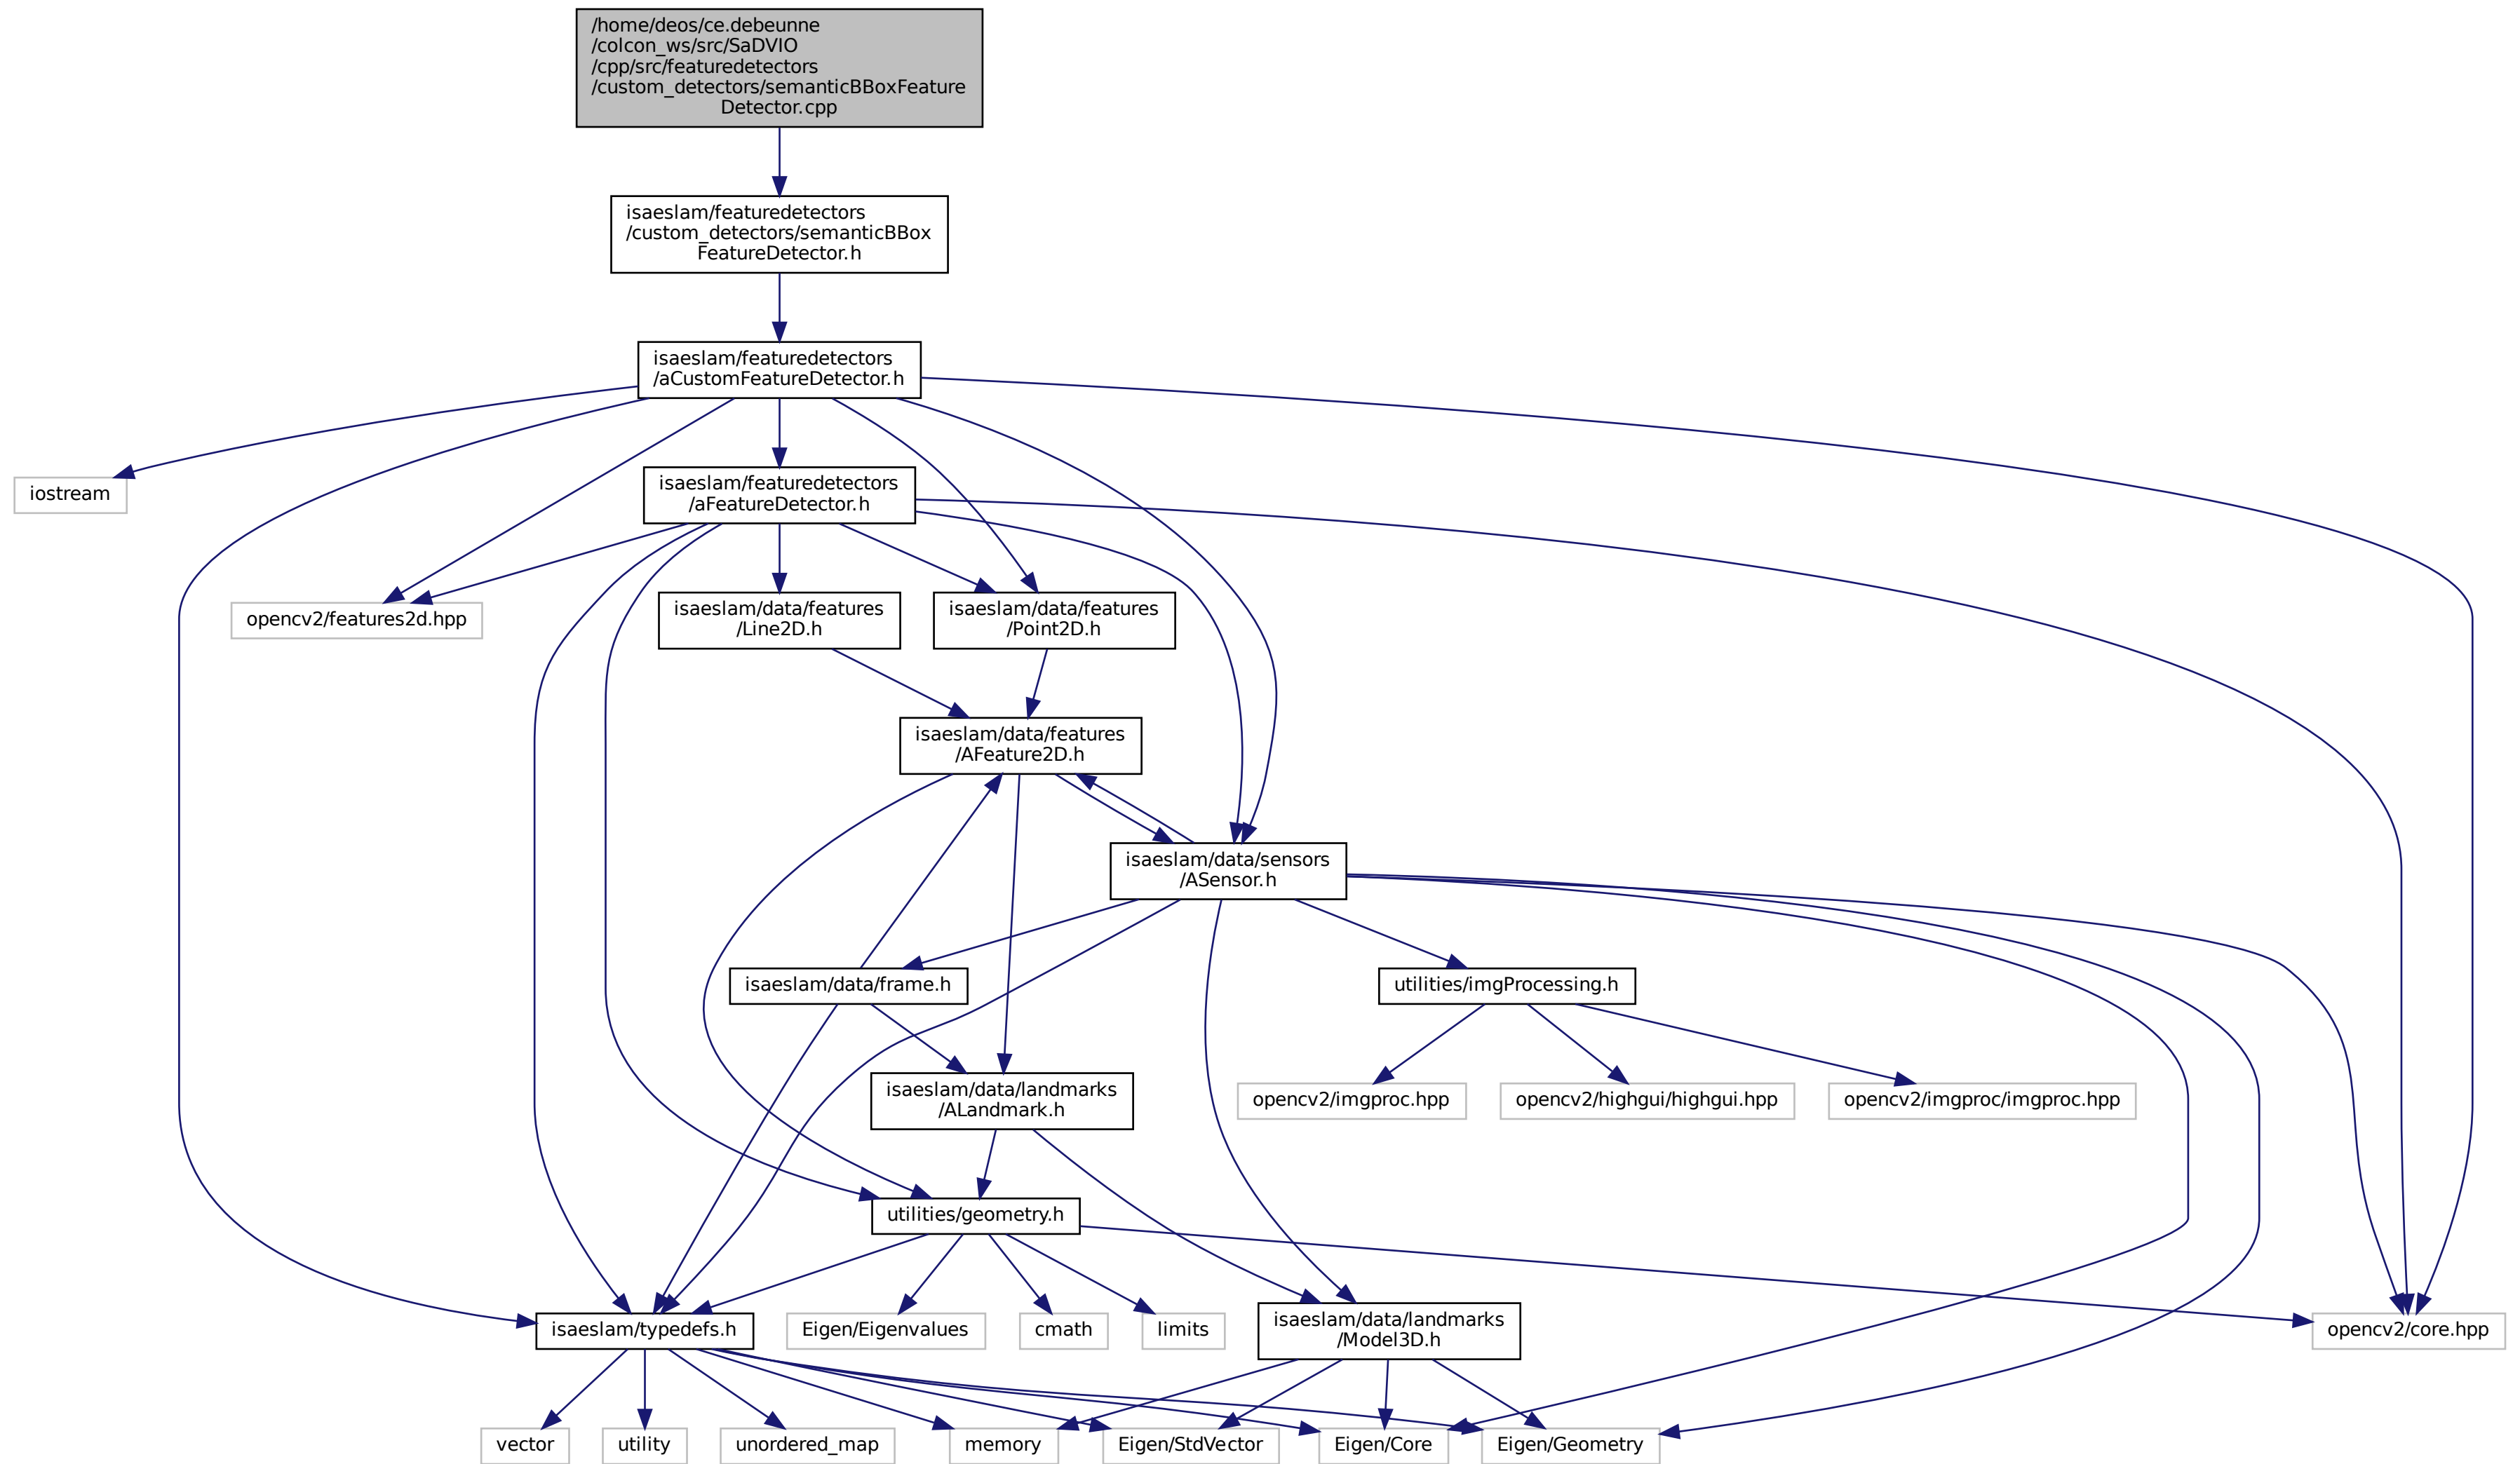 /home/deos/ce.debeunne
/colcon_ws/src/SaDVIO
/cpp/src/featuredetectors
/custom_detectors/semanticBBoxFeature
Detector.cpp
isaeslam/featuredetectors
/custom_detectors/semanticBBox
FeatureDetector.h
isaeslam/featuredetectors
/aCustomFeatureDetector.h
iostream
isaeslam/featuredetectors
/aFeatureDetector.h
opencv2/features2d.hpp
isaeslam/data/features
/Line2D.h
isaeslam/data/features
/Point2D.h
isaeslam/data/features
/AFeature2D.h
isaeslam/data/sensors
/ASensor.h
isaeslam/data/frame.h
utilities/imgProcessing.h
isaeslam/data/landmarks
/ALandmark.h
opencv2/imgproc.hpp
opencv2/highgui/highgui.hpp
opencv2/imgproc/imgproc.hpp
utilities/geometry.h
isaeslam/typedefs.h
Eigen/Eigenvalues
cmath
limits
isaeslam/data/landmarks
/Model3D.h
opencv2/core.hpp
vector
utility
unordered_map
memory
Eigen/StdVector
Eigen/Core
Eigen/Geometry